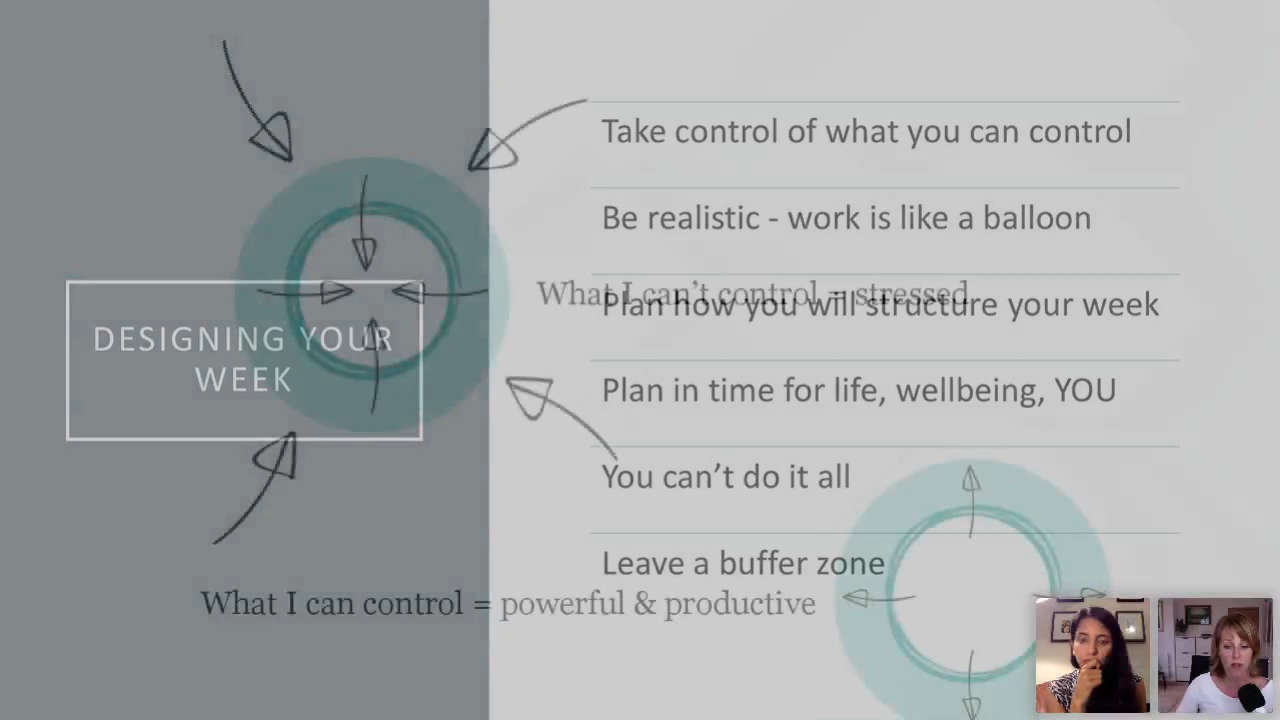 DESIGNING YOUR
WEEK
Take control of what you can control
Be realistic - work is like a balloon
What I can’t control = stressed
Plan how you will structure your week
Plan in time for life, wellbeing, YOU
You can’t do it all
Leave a buffer zone
What I can control = powerful & productive